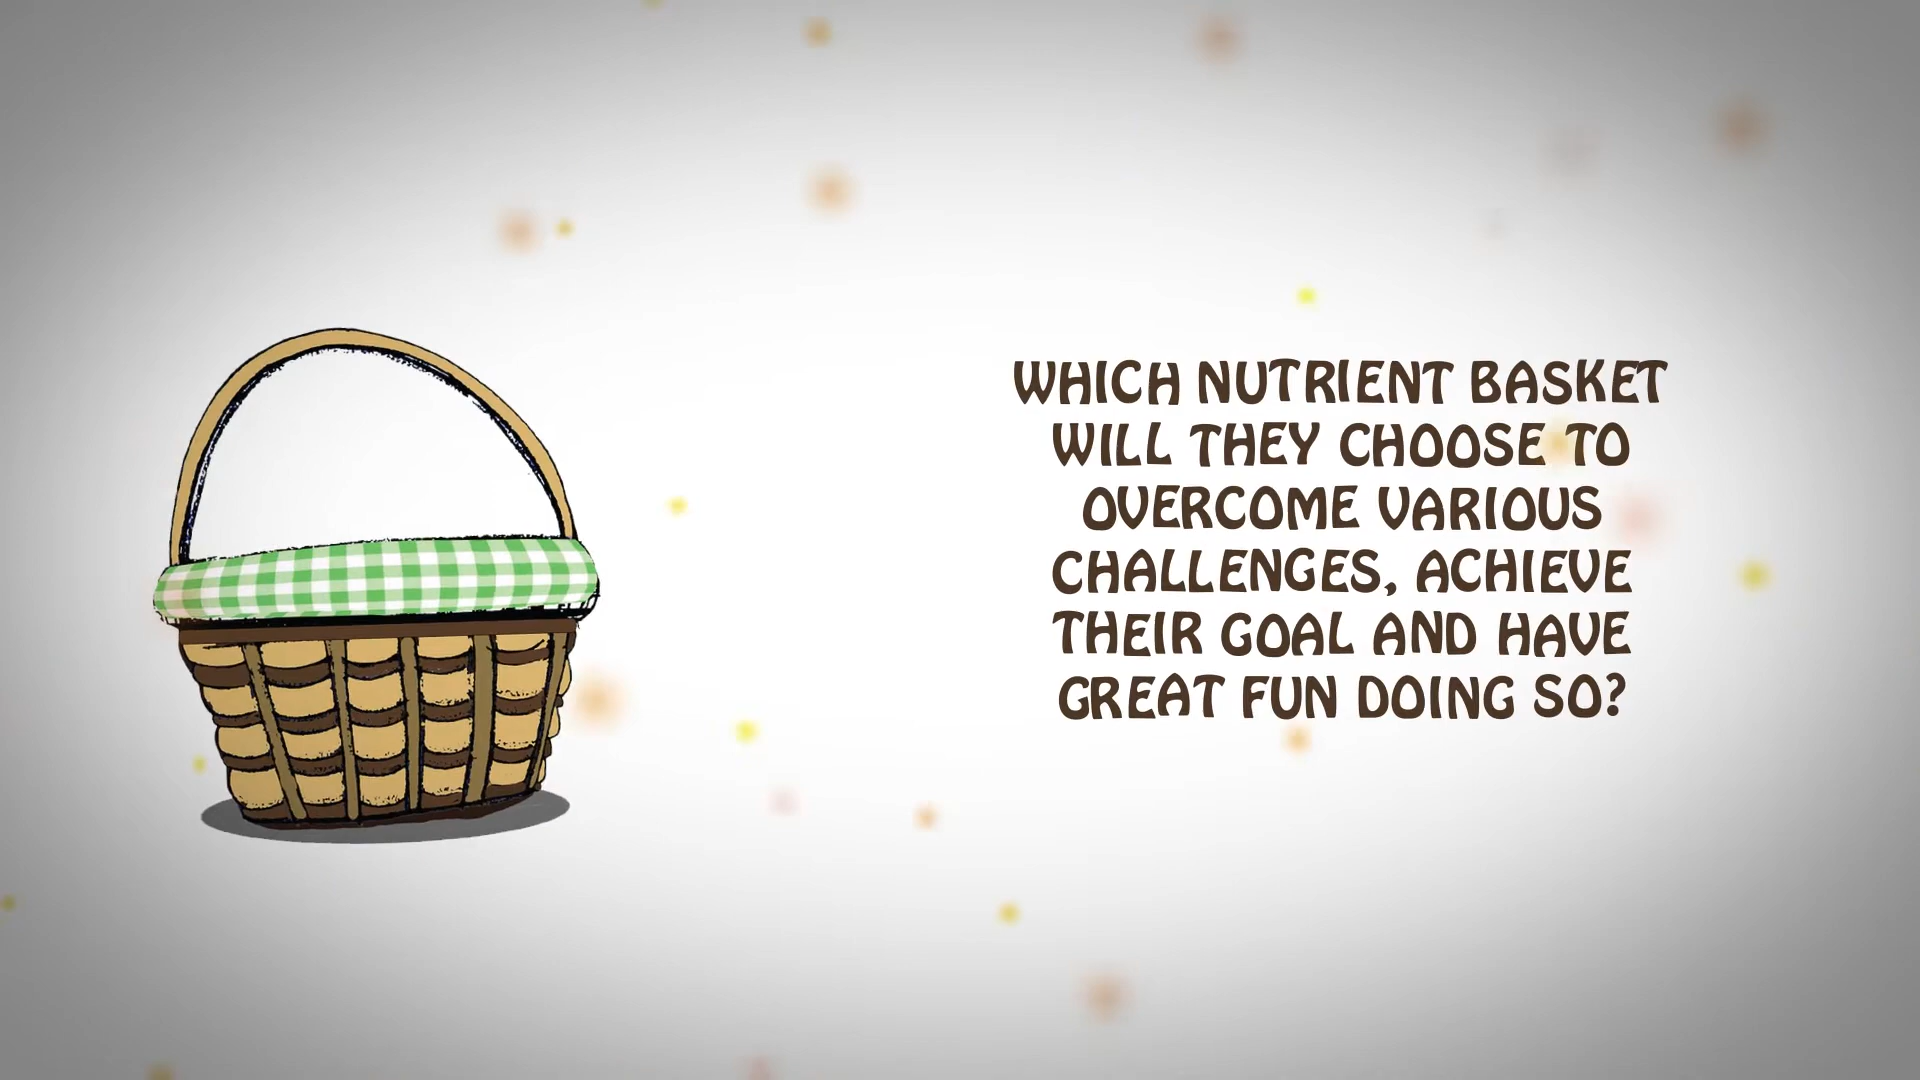 WHICH NUTRIENT BASKET
WILL THEY CHOOSE TO
OVERCOME VARIOUS
CHALLENGES, ACHIEVE
THEIR GOAL AND HAVE
GREAT FUN DOING SO?